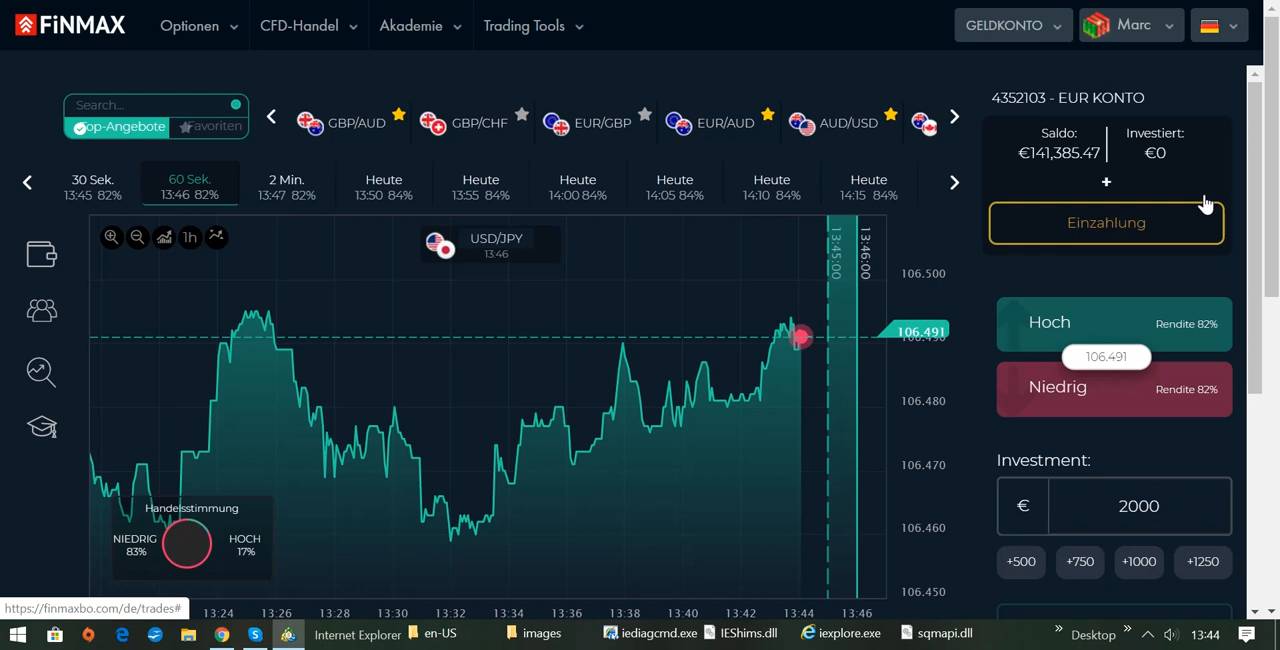 FiNMAX Optionen CFD-Handel Akademie Trading Tools GELDKONTO Marc
Search...
Top-Angebote Favoriten
GBP/AUD GBP/CHF EUR/GBP EUR/AUD AUD/USD
30 Sek. 60 Sek. 2 Min. Heute Heute Heute Heute Heute Heute
13:45 82% 13:46 82% 13:47 82% 13:50 84% 13:55 84% 14:00 84% 14:05 84% 14:10 84% 14:15 84%
1h
USD/JPY
13:46
13:45:00
13:46:00
106.500
106.491
106.490
106.480
106.470
106.460
106.450
Handelsstimmung
NIEDRIG HOCH
83% 17%
13:24 13:26 13:28 13:30 13:32 13:34 13:36 13:38 13:40 13:42 13:44 13:46
4352103 - EUR KONTO
Saldo: Investiert:
€141,385.47 €0
+
Einzahlung
Hoch Rendite 82%
106.491
Niedrig Rendite 82%
Investment:
€ 2000
+500 +750 +1000 +1250
https://finmaxbo.com/de/trades#
Internet Explorer en-US images iediagcmd.exe IEShims.dll iexplore.exe sqmapi.dll Desktop 13:44